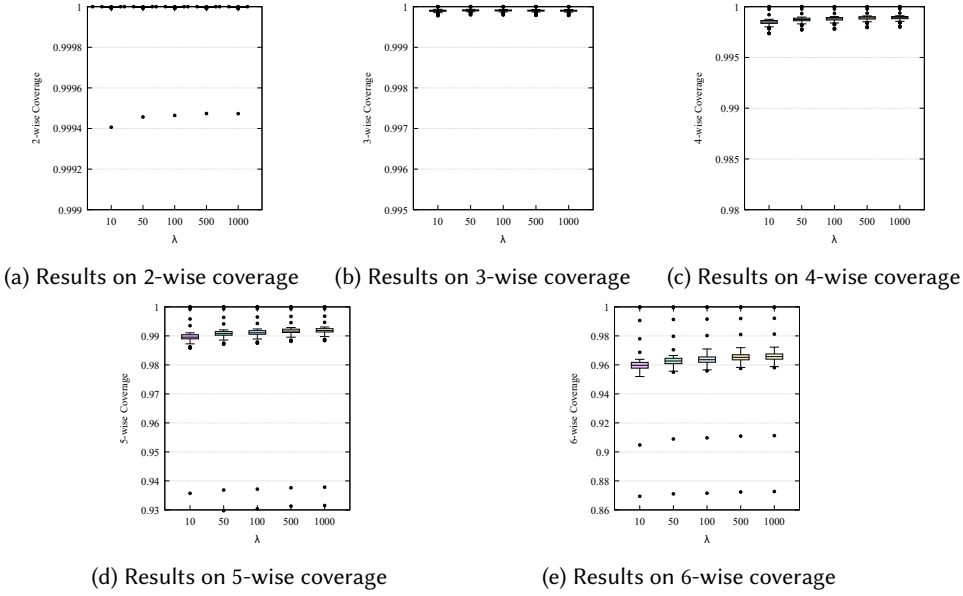 1
0.9998
0.9996
0.9994
0.9992
0.999
2-wise Coverage
10 50 100 500 1000
λ
1
0.999
0.998
0.997
0.996
0.995
3-wise Coverage
10 50 100 500 1000
λ
1
0.995
0.99
0.985
0.98
4-wise Coverage
10 50 100 500 1000
λ
(a) Results on 2-wise coverage (b) Results on 3-wise coverage (c) Results on 4-wise coverage
1
0.99
0.98
0.97
0.96
0.95
0.94
0.93
5-wise Coverage
10 50 100 500 1000
λ
1
0.98
0.96
0.94
0.92
0.9
0.88
0.86
6-wise Coverage
10 50 100 500 1000
λ
(d) Results on 5-wise coverage (e) Results on 6-wise coverage